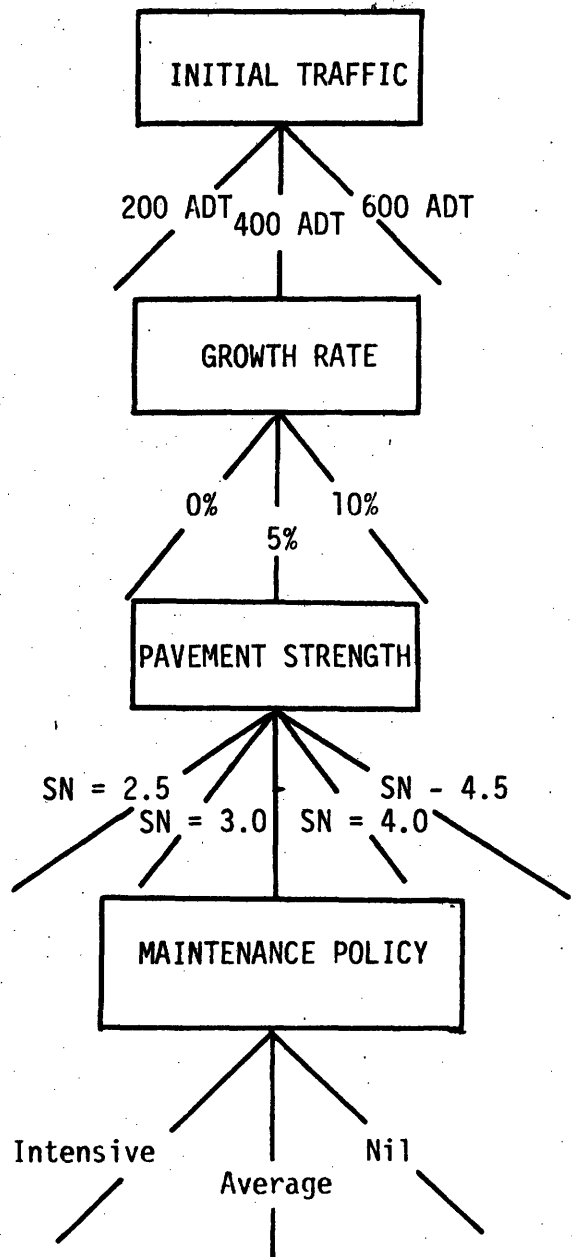 INITIAL TRAFFIC
200 ADT
400 ADT
600 ADT
GROWTH RATE
0%
5%
10%
PAVEMENT STRENGTH
SN = 2.5
SN = 3.0
SN = 4.0
SN - 4.5
MAINTENANCE POLICY
Intensive
Average
Nil